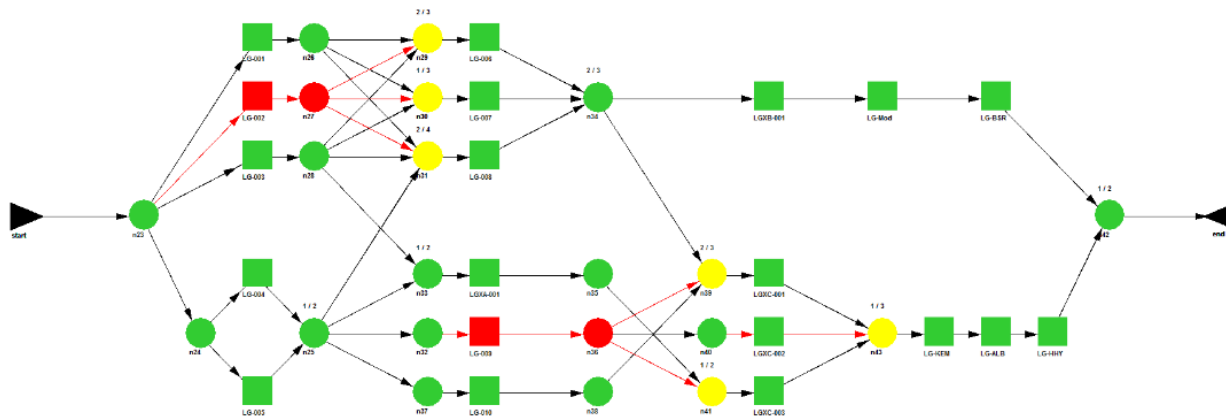 2 / 3
LG-001
n26
n29
LG-006
1 / 3
2 / 3
LG-002
n27
n30
LG-007
n34
LGXB-001
LG-Mod
LG-BSR
2 / 4
LG-003
n28
n31
LG-008
1 / 2
start
n23
n42
end
1 / 2
2 / 3
LG-004
n33
LGXA-001
n35
n39
LGXC-001
1 / 2
1 / 3
n24
n25
n32
LG-009
n36
n40
LGXC-002
n43
LG-KEM
LG-ALB
LG-HHY
1 / 2
LG-005
n37
LG-010
n38
n41
LGXC-003